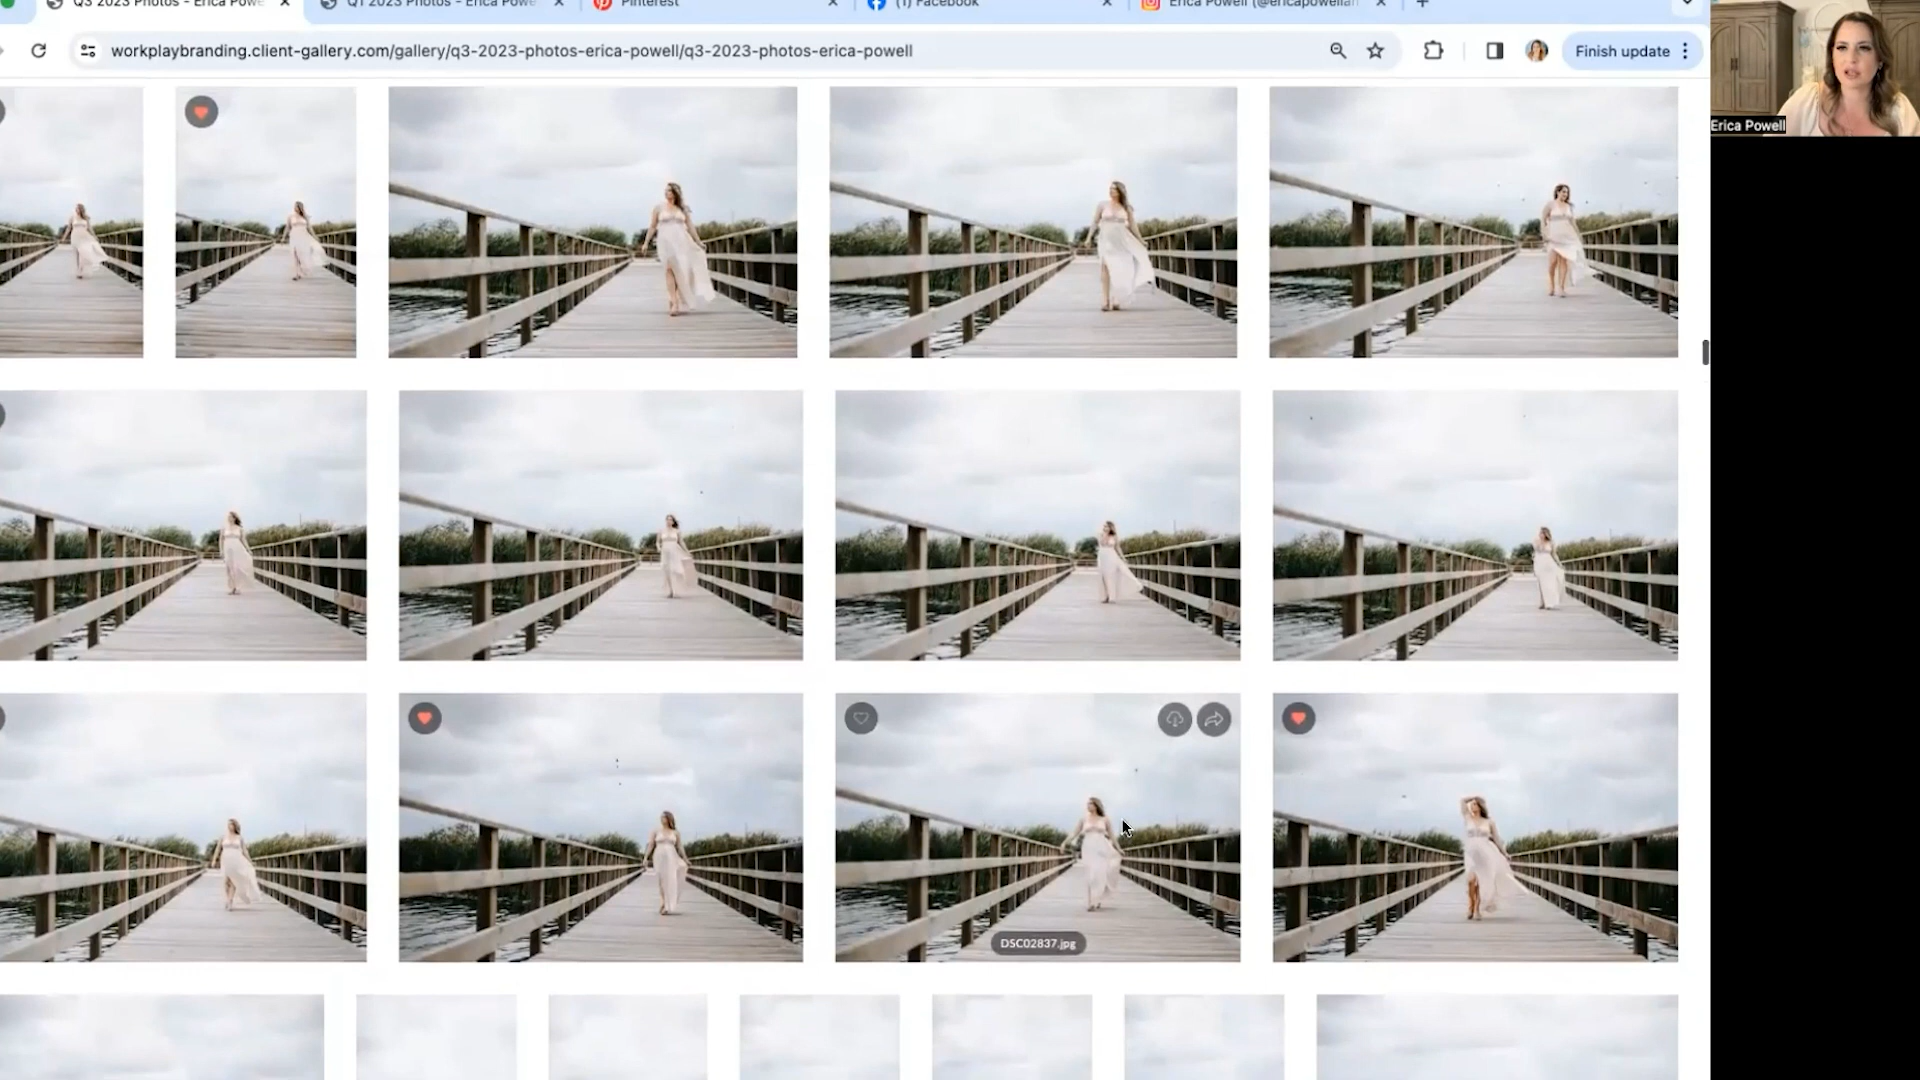 Q3 2023 Photos - Erica Powe
Q1 2023 Photos - Erica Powe
Pinterest
(1) Facebook
Erica Powell (@ericapowellan
workplaybranding.client-gallery.com/gallery/q3-2023-photos-erica-powell/q3-2023-photos-erica-powell
Finish update
Erica Powell
DSC02837.jpg